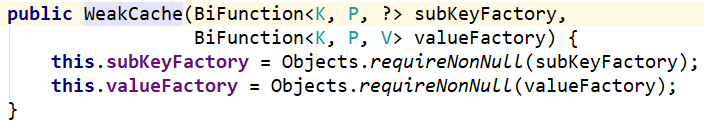 public WeakCache(BiFunction<K, P, ?> subKeyFactory,
                 BiFunction<K, P, V> valueFactory) {
    this.subKeyFactory = Objects.requireNonNull(subKeyFactory);
    this.valueFactory = Objects.requireNonNull(valueFactory);
}